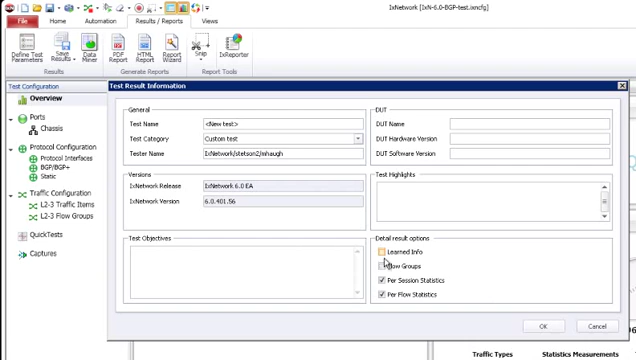 IxNetwork [IxN-6.0-BGP-test.ixncfg]
File Home Automation Results / Reports Views
Define Test Parameters
Save Results
Data Miner
PDF Report
HTML Report
Report Wizard
Snip
IxReporter
Results Generate Reports Report Tools
Test Configuration
Overview
Ports
Chassis
Protocol Configuration
Protocol Interfaces
BGP/BGP+
Static
Traffic Configuration
L2-3 Traffic Items
L2-3 Flow Groups
QuickTests
Captures
Test Result Information
General
Test Name <New test>
Test Category Custom test
Tester Name IxNetwork/stetson2/mhaugh
DUT
DUT Name
DUT Hardware Version
DUT Software Version
Versions
IxNetwork Release IxNetwork 6.0 EA
IxNetwork Version 6.0.401.56
Test Highlights
Test Objectives
Detail result options
Learned Info
Flow Groups
Per Session Statistics
Per Flow Statistics
OK Cancel
Traffic Types Statistics Measurements